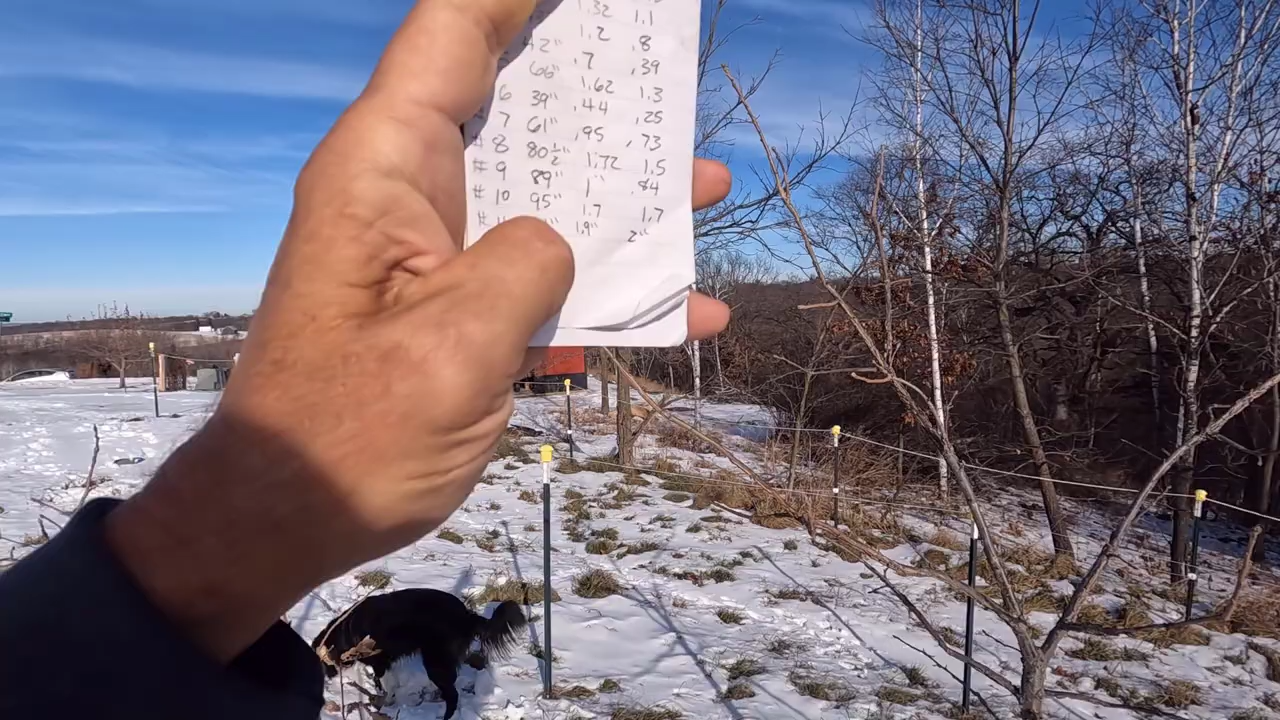 1.32 1.1
42" 1.2 .8
66" .7 .39
6 39" 1.62 1.3
7 61" .44 .25
# 8 80½" .95 .73
# 9 89" 1.72 1.5
# 10 95" 1" .84
# 1.7 1.7
1.9" 2"